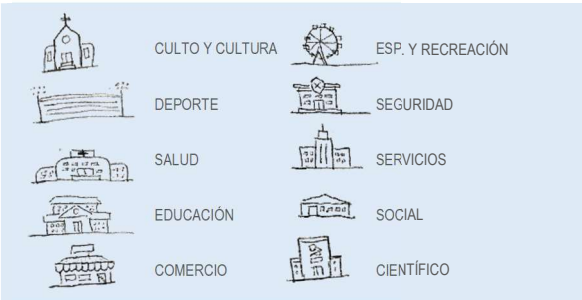 CULTO Y CULTURA
ESP. Y RECREACIÓN
DEPORTE
SEGURIDAD
SALUD
SERVICIOS
EDUCACIÓN
SOCIAL
COMERCIO
CIENTÍFICO